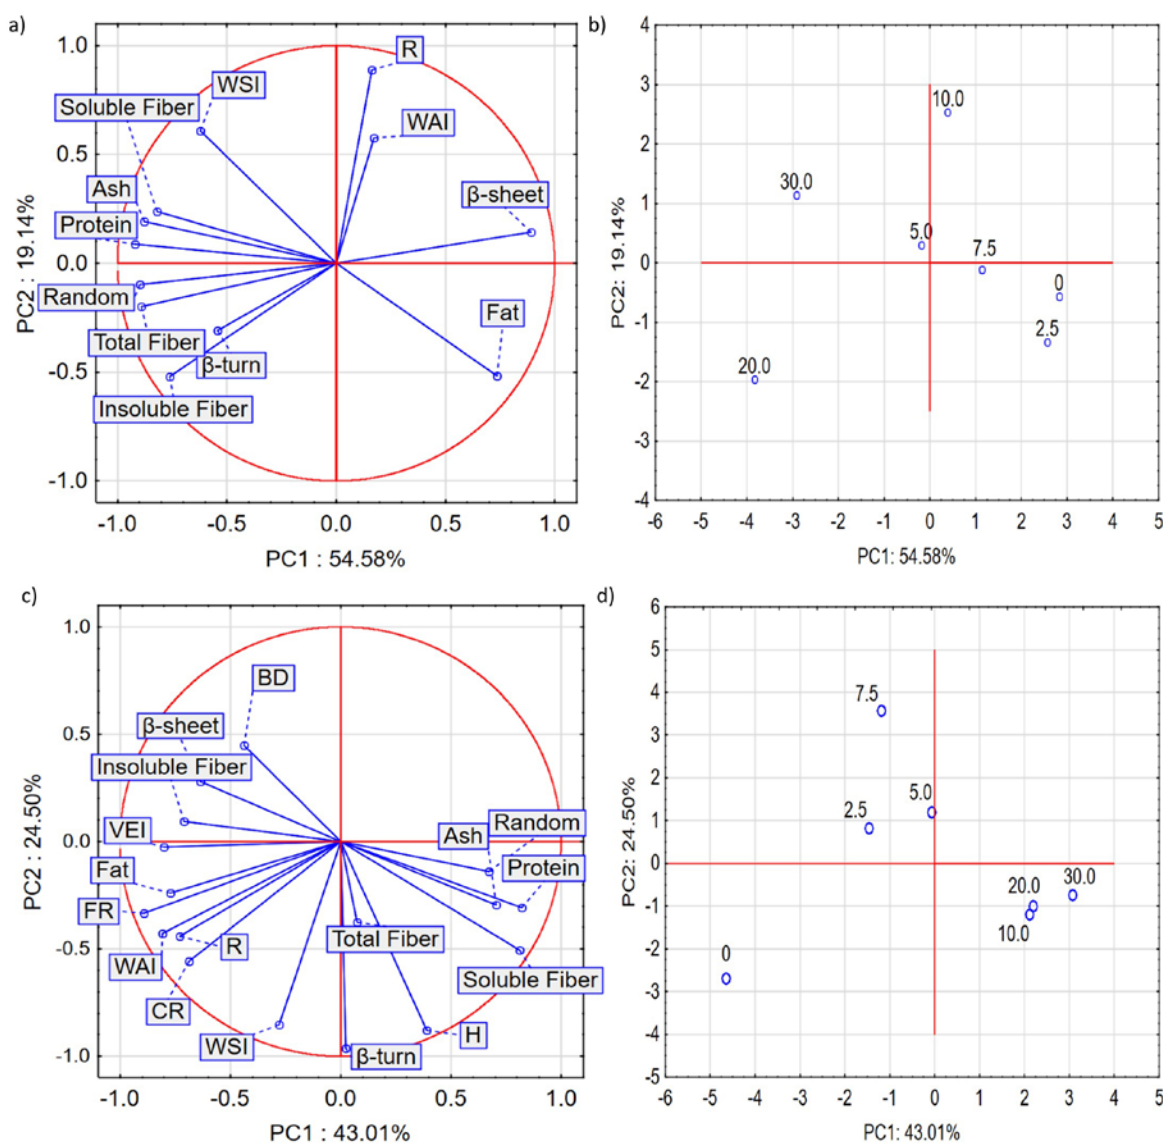 a)
1.0
0.5
0.0
-0.5
-1.0
PC2 : 19.14%
R
WSI
Soluble Fiber
WAI
Ash
β-sheet
Protein
Random
Fat
Total Fiber
β-turn
Insoluble Fiber
-1.0 -0.5 0.0 0.5 1.0
PC1 : 54.58%
b)
4
3
2
1
0
-1
-2
-3
-4
PC2: 19.14%
10.0
30.0
5.0
7.5
0
2.5
20.0
-6 -5 -4 -3 -2 -1 0 1 2 3 4 5
PC1: 54.58%
c)
1.0
0.5
0.0
-0.5
-1.0
PC2 : 24.50%
BD
β-sheet
Insoluble Fiber
VEI
Ash
Random
Fat
Protein
FR
WAI
R
Total Fiber
Soluble Fiber
CR
WSI
β-turn
H
-1.0 -0.5 0.0 0.5 1.0
PC1 : 43.01%
d)
6
5
4
3
2
1
0
-1
-2
-3
-4
-5
PC2: 24.50%
7.5
5.0
2.5
20.0
30.0
10.0
0
-6 -5 -4 -3 -2 -1 0 1 2 3 4 5
PC1: 43.01%